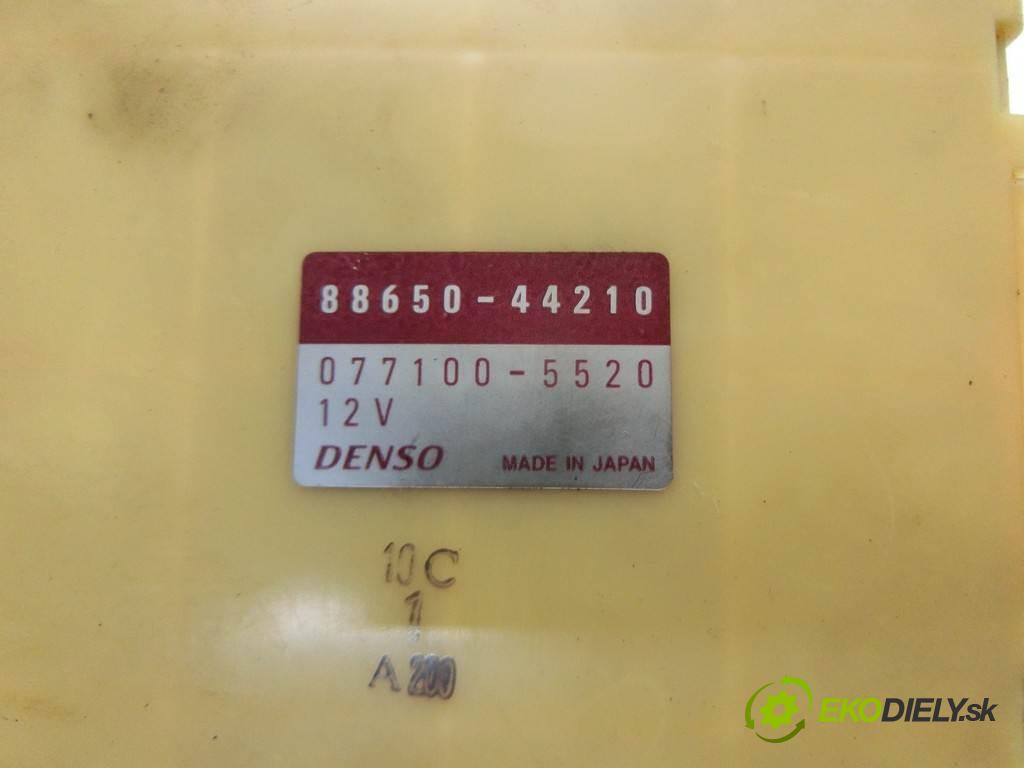 88650-44210
077100-5520
12V
DENSO MADE IN JAPAN
10C
1
A 200
EKODIELY.sk